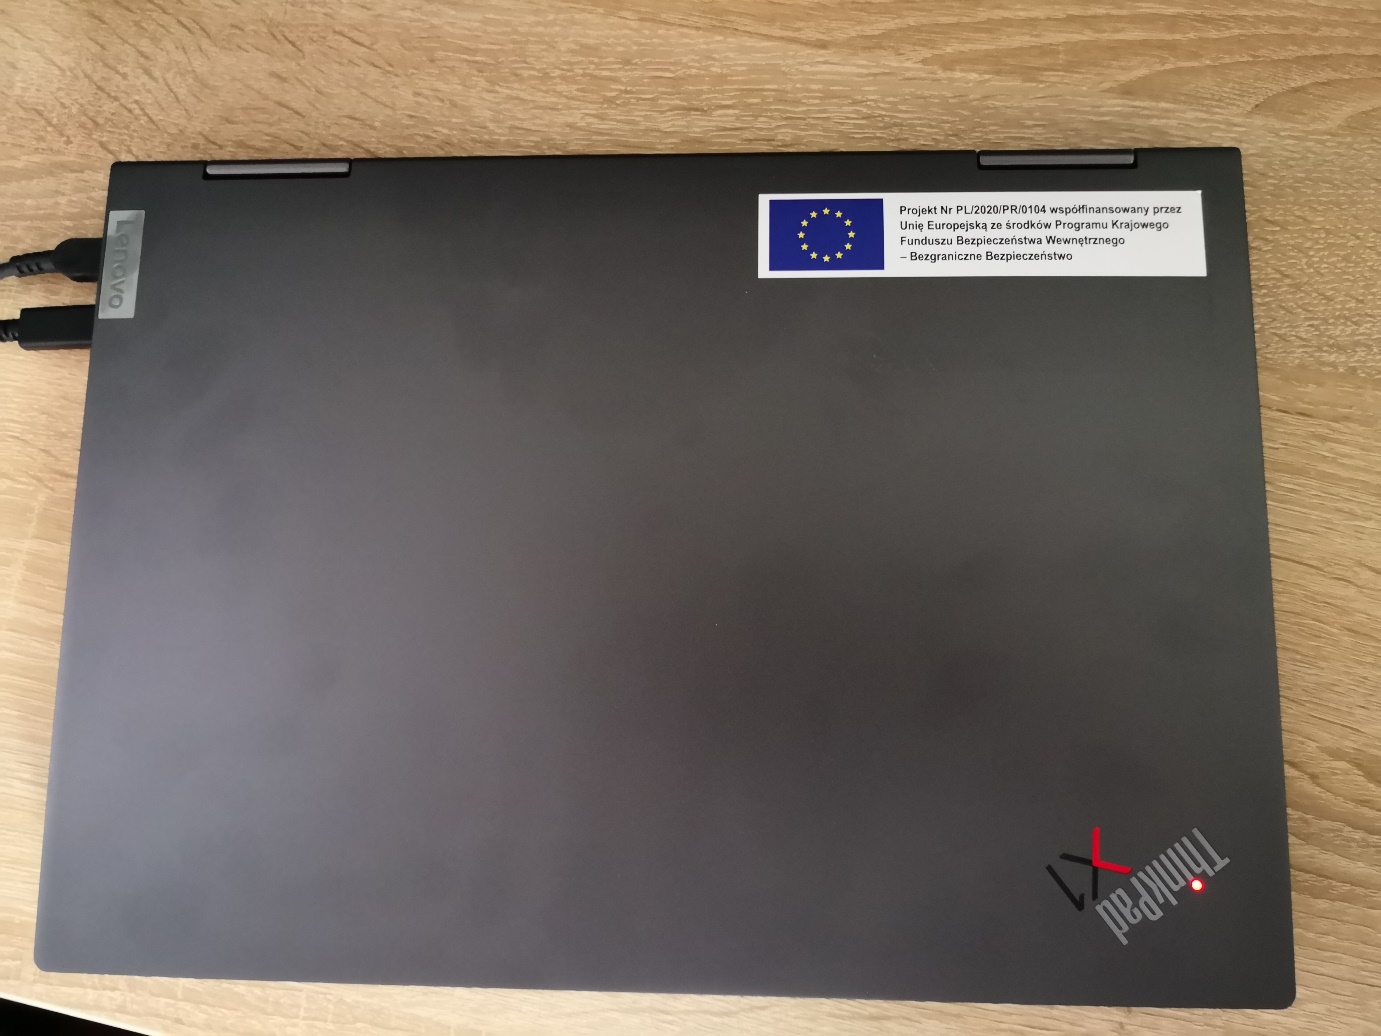 Lenovo
Projekt Nr PL/2020/PR/0104 współfinansowany przez
Unię Europejską ze środków Programu Krajowego
Funduszu Bezpieczeństwa Wewnętrznego
– Bezgraniczne Bezpieczeństwo
ThinkPad
X1